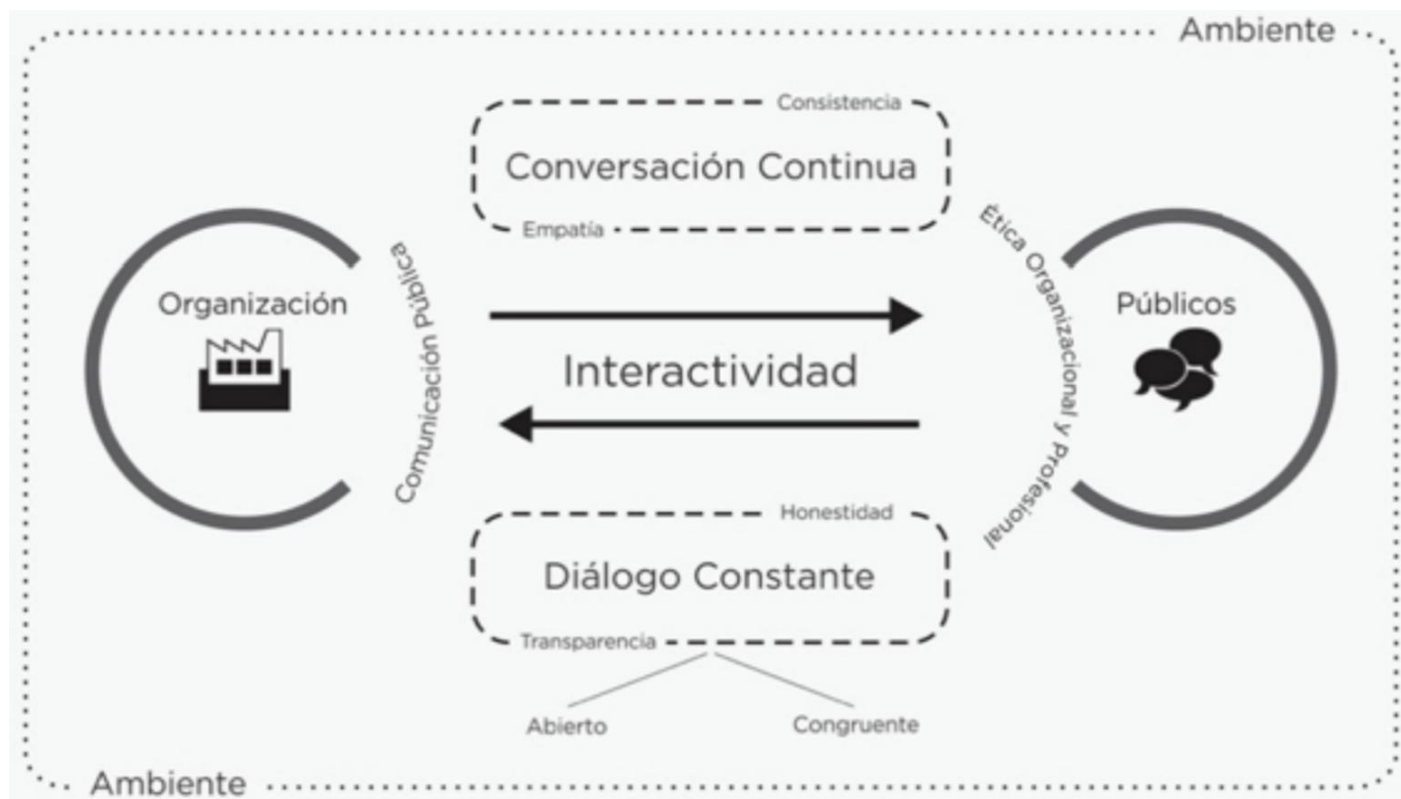 Ambiente
Consistencia
Conversación Continua
Empatía
Organización
Comunicación Pública
Interactividad
Ética Organizacional y Profesional
Públicos
Honestidad
Diálogo Constante
Transparencia
Abierto
Congruente
Ambiente